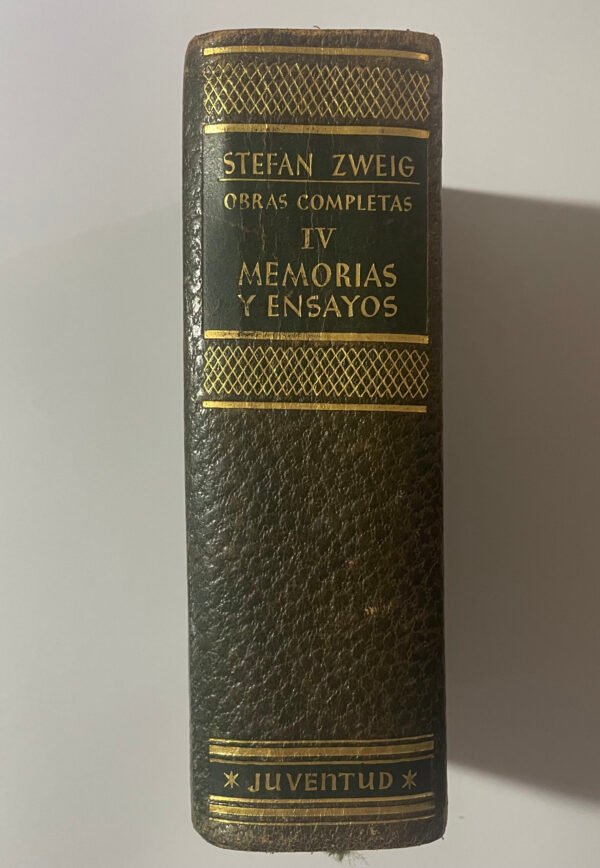 STEFAN ZWEIG
OBRAS COMPLETAS
IV
MEMORIAS
Y ENSAYOS
* JUVENTUD *